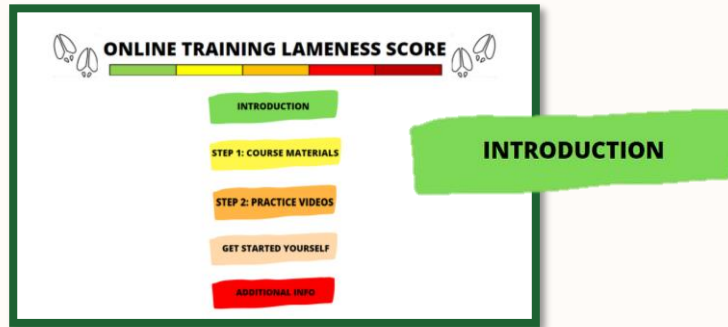 ONLINE TRAINING LAMENESS SCORE
INTRODUCTION
STEP 1: COURSE MATERIALS
STEP 2: PRACTICE VIDEOS
GET STARTED YOURSELF
ADDITIONAL INFO
INTRODUCTION